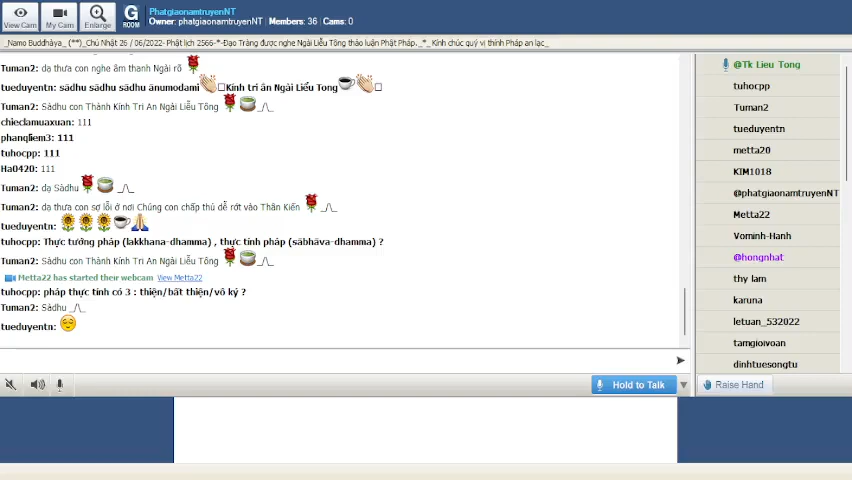 View Cam
My Cam
Enlarge
G
ROOM
PhatgiaonamtruyenNT
Owner: phatgiaonamtruyenNT | Members: 36 | Cams: 0
_Namo Buddhāya_ (**)_Chủ Nhật 26 / 06/2022- Phật lịch 2566-*-Đạo Tràng được nghe Ngài Liễu Tông thảo luận Phật Pháp._*_Kính chúc quý vị thính Pháp an lạc_
Tuman2: dạ thưa con nghe âm thanh Ngài rõ
tueduyentn: sādhu sādhu sādhu ānumodami Kính tri ân Ngài Liễu Tong
Tuman2: Sādhu con Thành Kính Tri An Ngài Liễu Tông _/\_
chieclamuaxuan: 111
phanqliem3: 111
tuhocpp: 111
Ha0420: 111
Tuman2: dạ Sādhu _/\_
Tuman2: dạ thưa con sợ lỗi ở nơi Chúng con chấp thủ dễ rớt vào Thân Kiến _/\_
tueduyentn:
tuhocpp: Thực tướng pháp (lakkhana-dhamma) , thực tính pháp (sābhāva-dhamma) ?
Tuman2: Sādhu con Thành Kính Tri An Ngài Liễu Tông _/\_
Metta22 has started their webcam View Metta22
tuhocpp: pháp thực tính có 3 : thiện/bất thiện/vô ký ?
Tuman2: Sādhu _/\_
tueduyentn:
@Tk Lieu Tong
tuhocpp
Tuman2
tueduyentn
metta20
KIM1018
@phatgiaonamtruyenNT
Metta22
Vominh-Hanh
@hongnhat
thy lam
karuna
letuan_532022
tamgioivoan
dinhtuesongtu
Hold to Talk
Raise Hand